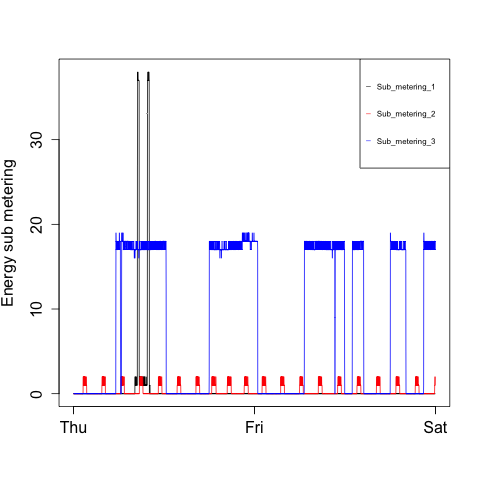 Energy sub metering
30
20
10
0
Thu
Fri
Sat
Sub_metering_1
Sub_metering_2
Sub_metering_3